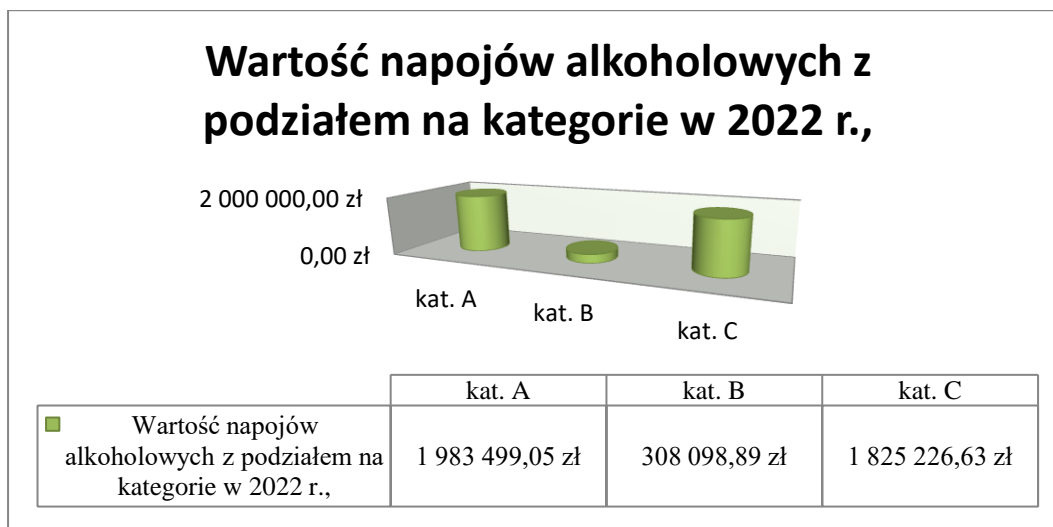 Wartość napojów alkoholowych z
podziałem na kategorie w 2022 r.,
2 000 000,00 zł
0,00 zł
kat. A
kat. B
kat. C
kat. A kat. B kat. C
Wartość napojów
alkoholowych z podziałem na
kategorie w 2022 r.,
1 983 499,05 zł 308 098,89 zł 1 825 226,63 zł